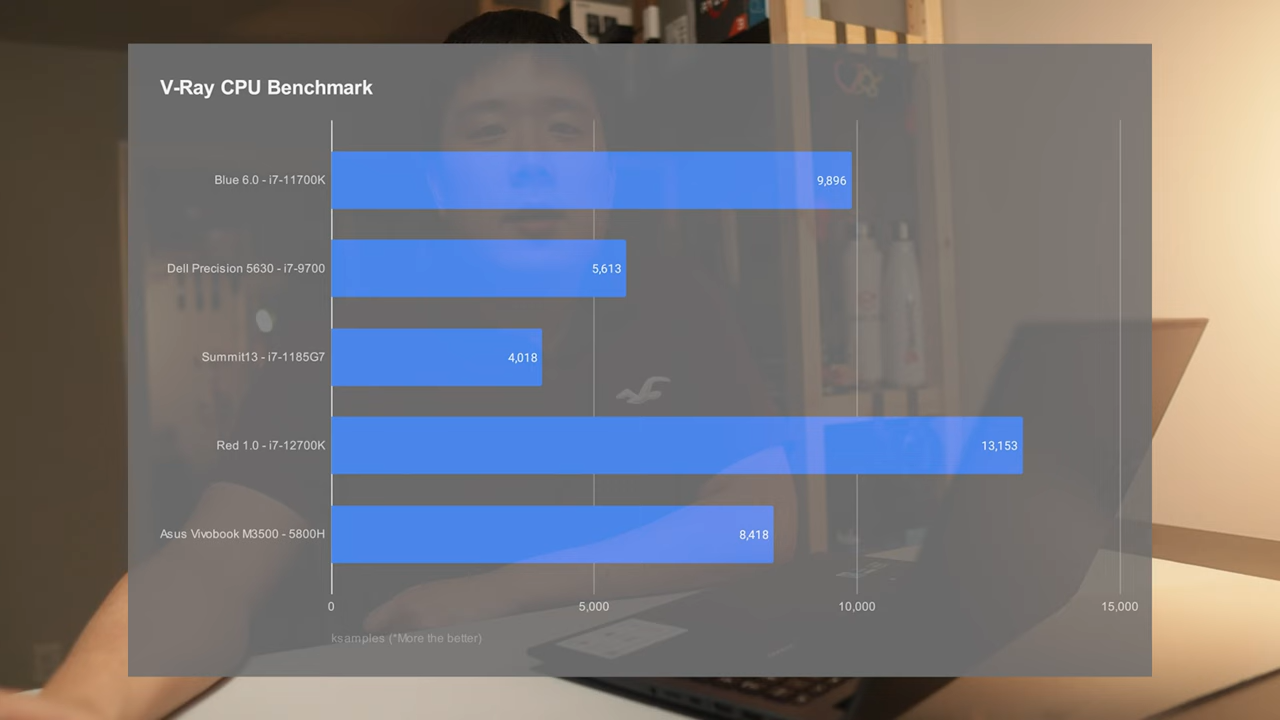 V-Ray CPU Benchmark
Blue 6.0 - i7-11700K
9,896
Dell Precision 5630 - i7-9700
5,613
Summit13 - i7-1185G7
4,018
Red 1.0 - i7-12700K
13,153
Asus Vivobook M3500 - 5800H
8,418
0
5,000
10,000
15,000
ksamples (*More the better)